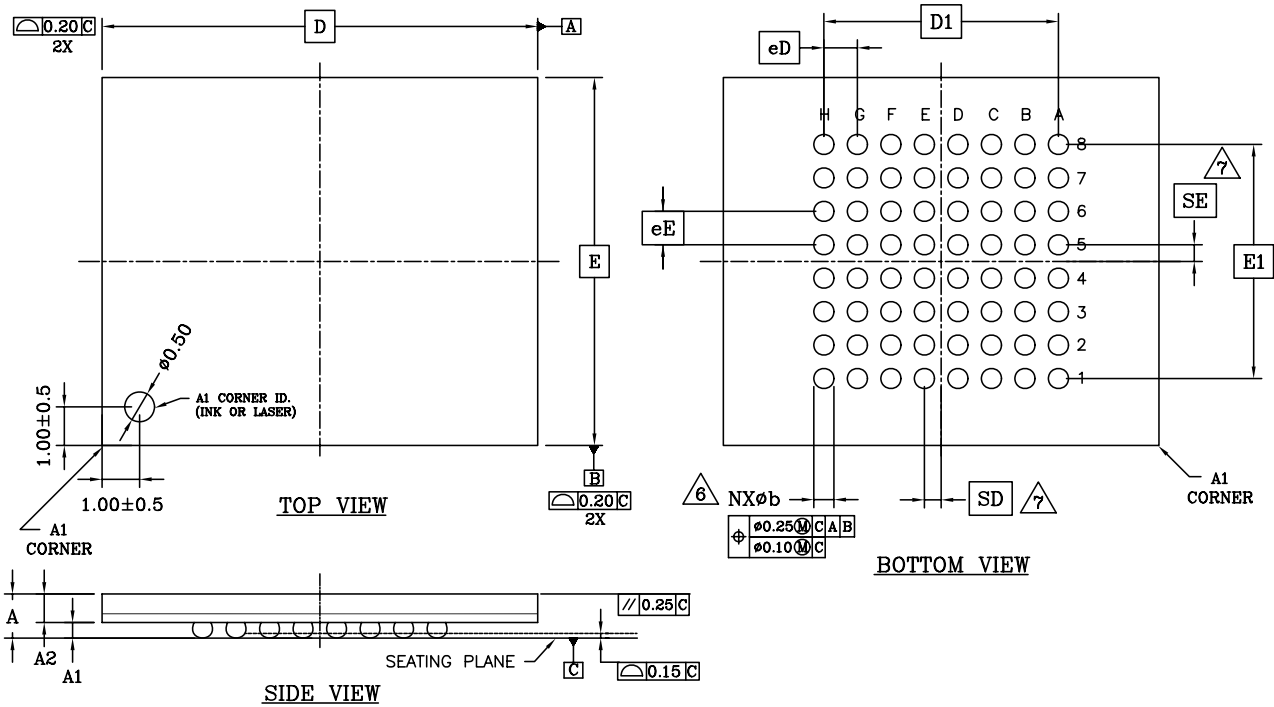 ⌓ 0.20 C
2X
D
A
E
ø0.50
A1 CORNER ID.
(INK OR LASER)
1.00±0.5
1.00±0.5
B
⌓ 0.20 C
2X
TOP VIEW
A1
CORNER
D1
eD
H G F E D C B A
8
7
6
5
4
3
2
1
7
SE
eE
E1
6 NXøb
SD 7
⌖ ø0.25Ⓜ C A B
ø0.10Ⓜ C
A1
CORNER
BOTTOM VIEW
A
A2
A1
// 0.25 C
SEATING PLANE
C
⌓ 0.15 C
SIDE VIEW